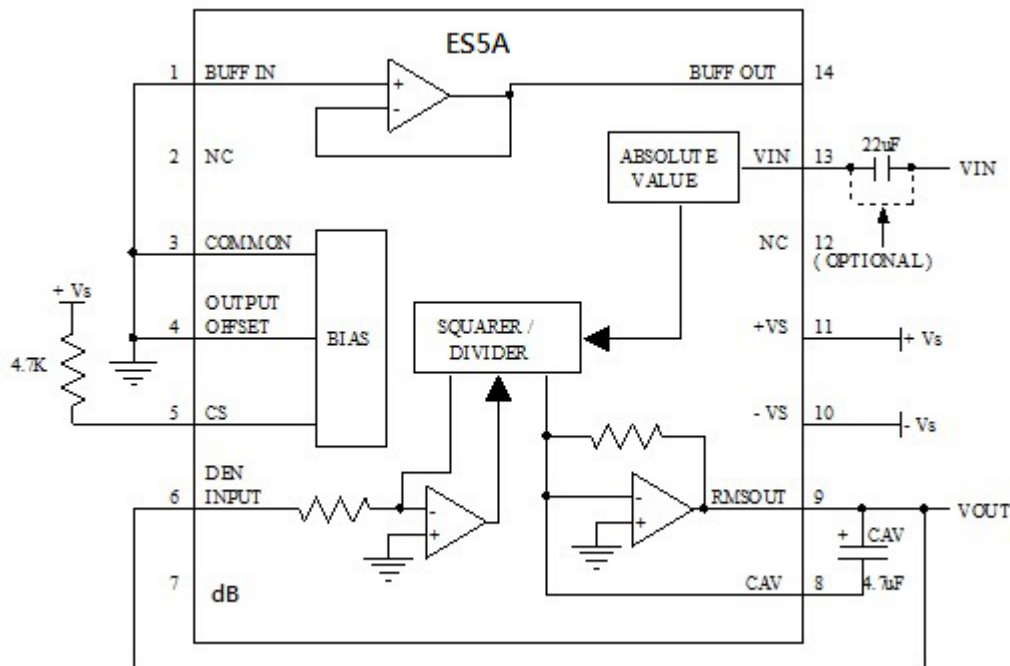 ES5A
1 BUFF IN
BUFF OUT 14
+
-
2 NC
ABSOLUTE
VALUE
VIN 13
22uF
VIN
3 COMMON
NC 12
( OPTIONAL)
+ Vs
OUTPUT
4 OFFSET
BIAS
SQUARER /
DIVIDER
+VS 11
+ Vs
4.7K
5 CS
- VS 10
- Vs
DEN
6 INPUT
-
+
-
+
RMSOUT 9
VOUT
+ CAV
7 dB
CAV 8
4.7uF